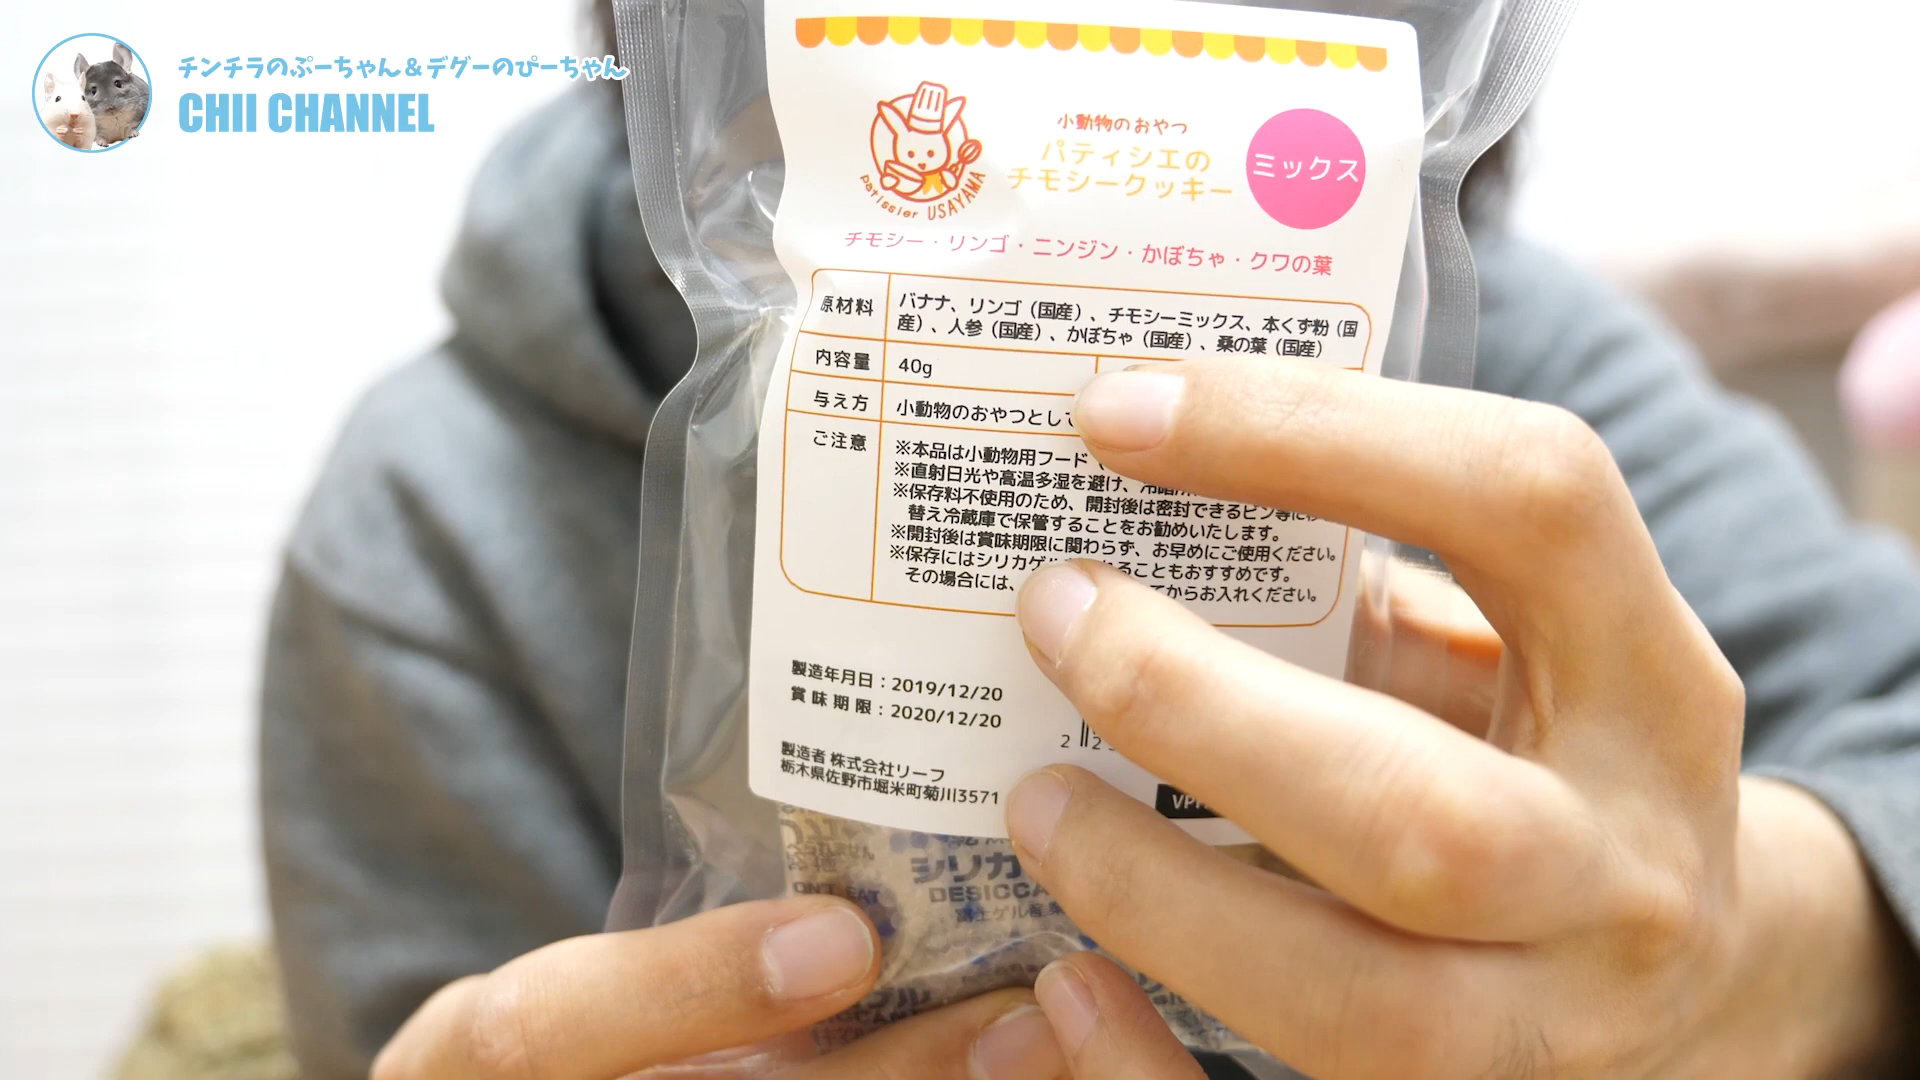 チンチラのぷーちゃん&デグーのぴーちゃん
CHII CHANNEL
patissier USAYAMA
小動物のおやつ
パティシエの
チモシークッキー
ミックス
チモシー・リンゴ・ニンジン・かぼちゃ・クワの葉
原材料
バナナ、リンゴ（国産）、チモシーミックス、本くず粉（国
産）、人参（国産）、かぼちゃ（国産）、桑の葉（国産）
内容量
40g
与え方
小動物のおやつとして
ご注意
※本品は小動物用フード
※直射日光や高温多湿を避け、
※保存料不使用のため、開封後は密封できるビン等に
替え冷蔵庫で保管することをお勧めいたします。
※開封後は賞味期限に関わらず、お早めにご使用ください。
※保存にはシリカゲル れることもおすすめです。
その場合には、 てからお入れください。
製造年月日：2019/12/20
賞味期限：2020/12/20
製造者 株式会社リーフ
栃木県佐野市堀米町菊川3571
シリカ
DESICCA